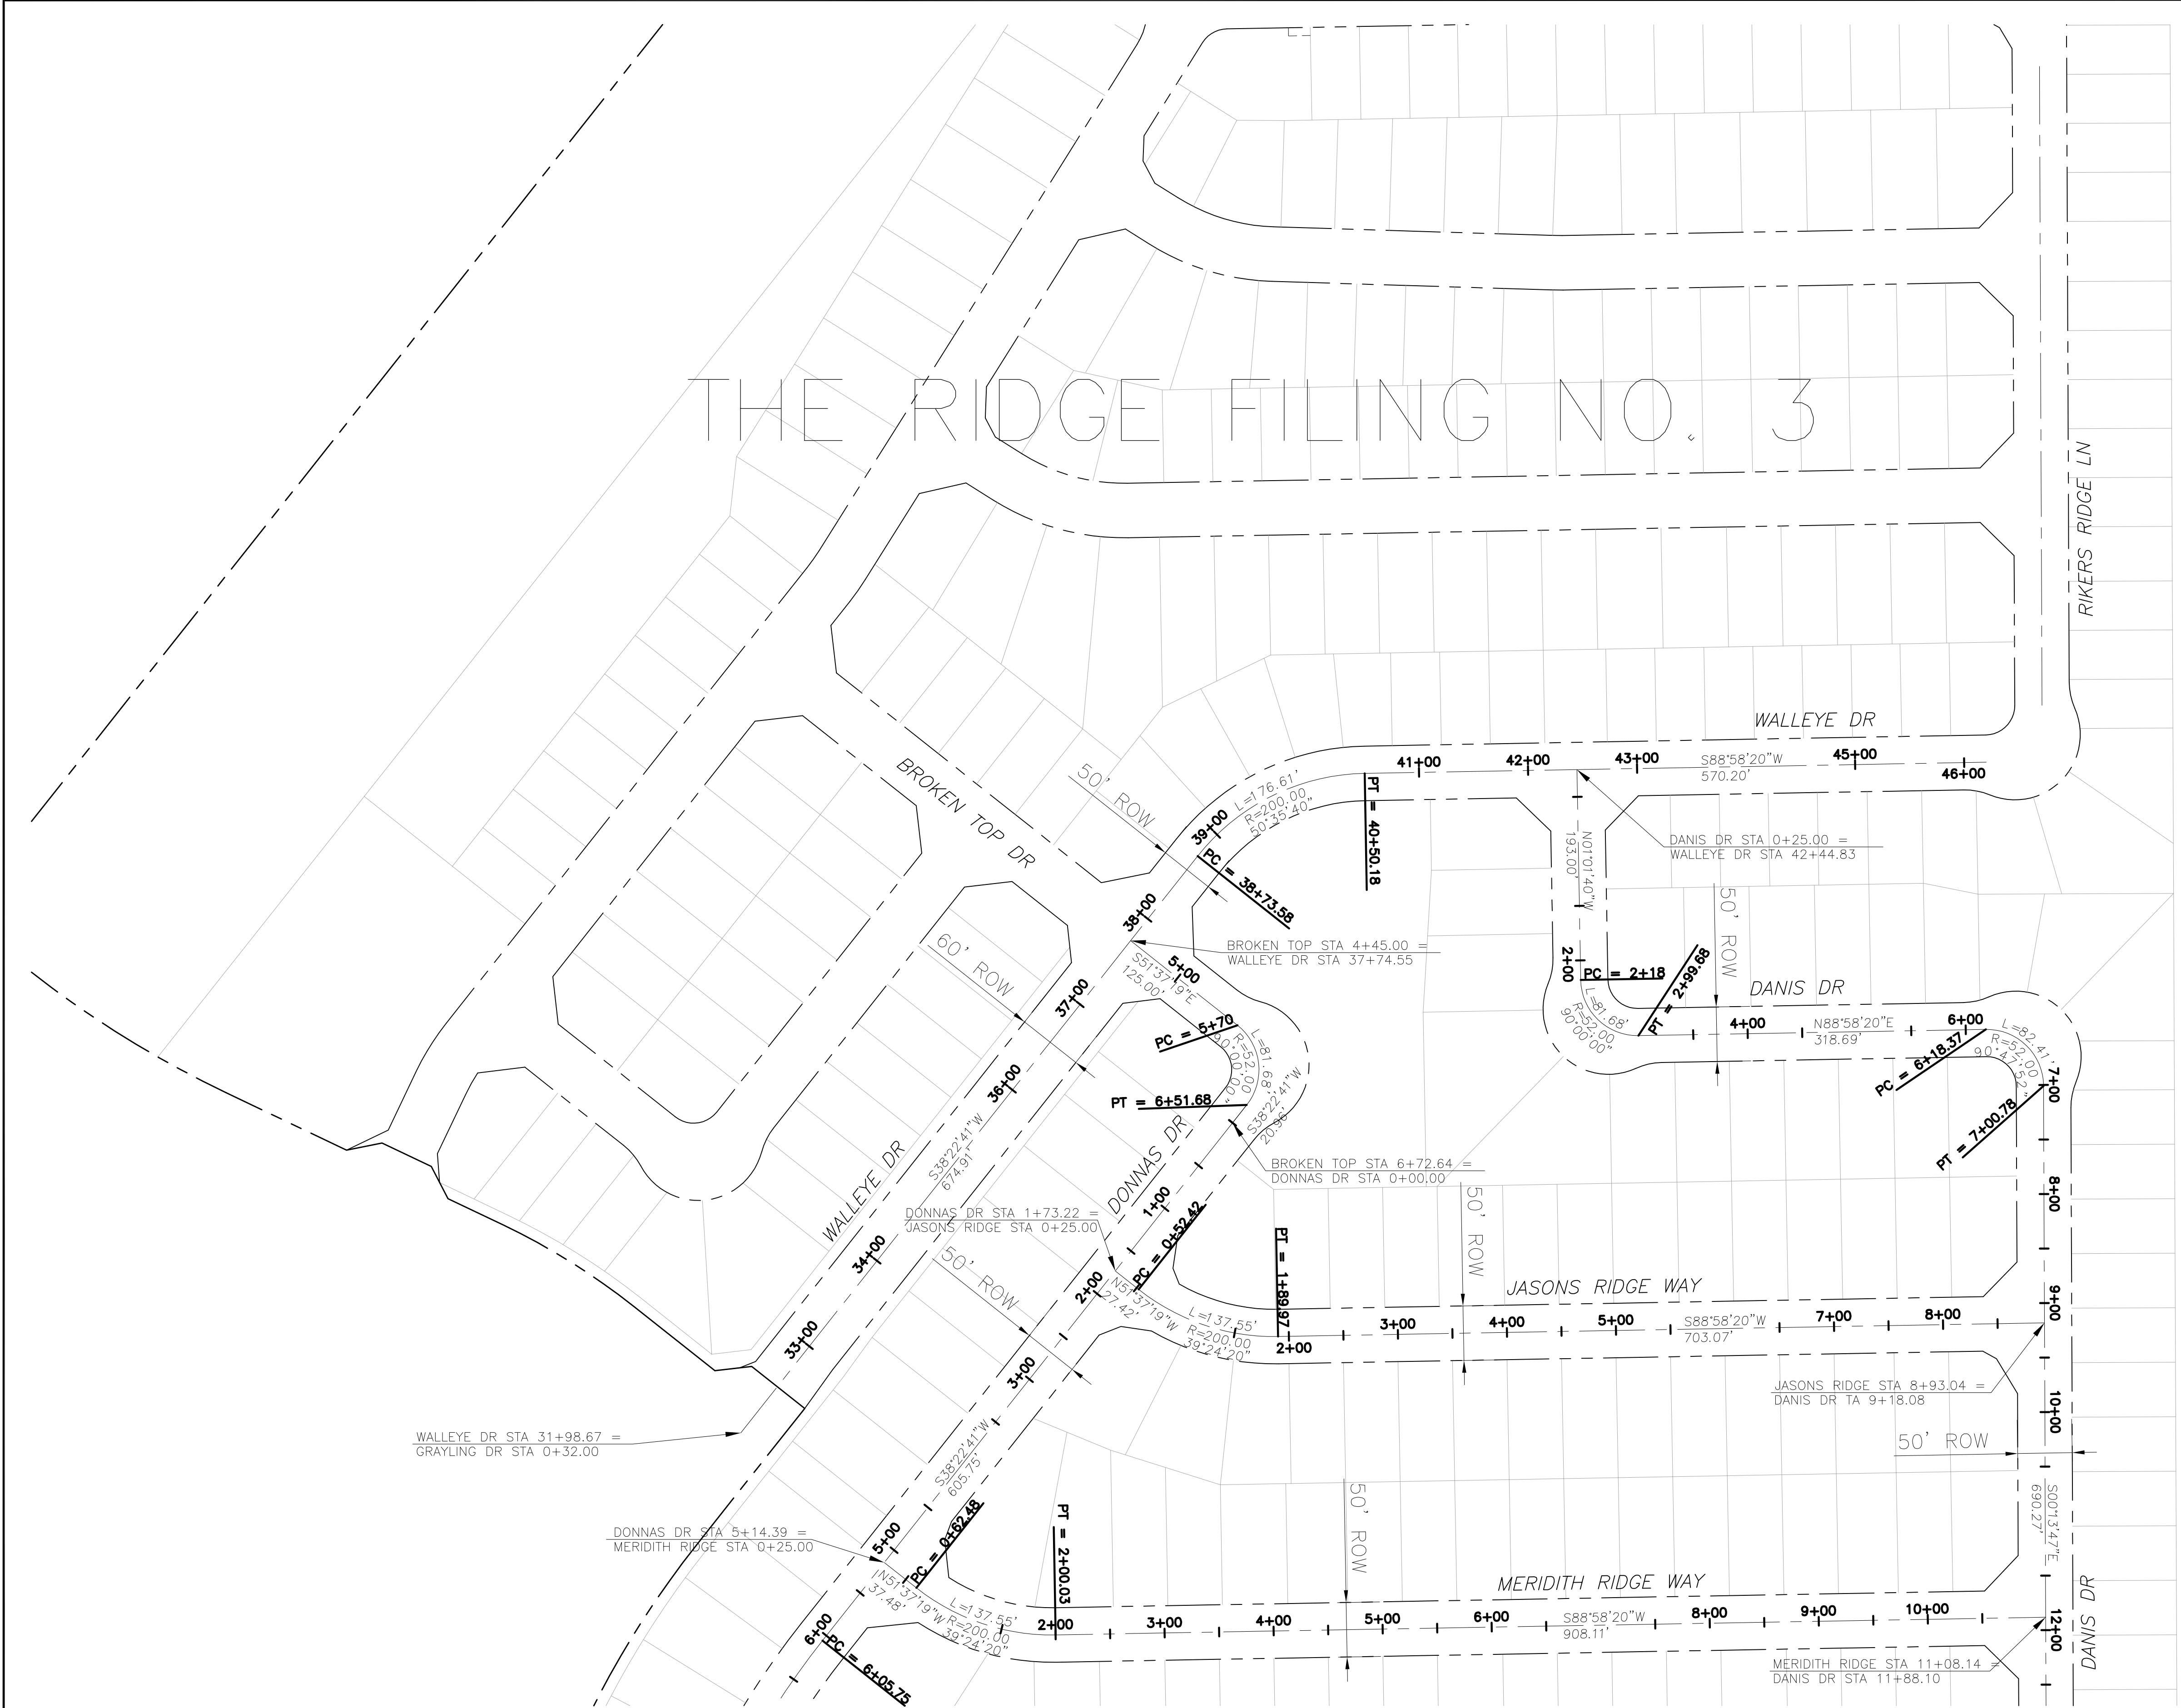 THE RIDGE FILING NO. 3
RIKERS RIDGE LN
WALLEYE DR
41+00
42+00
43+00
S88°58'20"W
570.20'
45+00
46+00
BROKEN TOP DR
50' ROW
L=176.61'
R=200.00
50°35'40"
39+00
PC = 38+73.58
PT = 40+50.18
38+00
N01°01'40"W
193.00'
DANIS DR STA 0+25.00 =
WALLEYE DR STA 42+44.83
BROKEN TOP STA 4+45.00 =
WALLEYE DR STA 37+74.55
60' ROW
5+00
S51°37'19"E
125.00'
2+00
PC = 2+18
PT = 2+99.68
50' ROW
L=81.68'
R=52.00
90°00'00"
DANIS DR
4+00
N88°58'20"E
318.69'
6+00
L=82.41'
R=52.00
90°47'52"
PC = 6+18.37
7+00
PT = 7+00.78
37+00
PC = 5+70
L=81.68'
R=52.00
90°00'00"
PT = 6+51.68
36+00
S38°22'41"W
20.96'
S38°22'41"W
674.91'
WALLEYE DR
DONNAS DR
BROKEN TOP STA 6+72.64 =
DONNAS DR STA 0+00.00
1+00
8+00
DONNAS DR STA 1+73.22 =
JASONS RIDGE STA 0+25.00
PC = 0+52.42
PT = 1+89.97
50' ROW
34+00
50' ROW
2+00
N51°37'19"W
27.42'
L=137.55'
R=200.00
39°24'20"
2+00
3+00
4+00
5+00
JASONS RIDGE WAY
S88°58'20"W
703.07'
7+00
8+00
9+00
33+00
3+00
JASONS RIDGE STA 8+93.04 =
DANIS DR TA 9+18.08
10+00
WALLEYE DR STA 31+98.67 =
GRAYLING DR STA 0+32.00
50' ROW
S38°22'41"W
605.75'
S00°13'47"E
690.27'
DONNAS DR STA 5+14.39 =
MERIDITH RIDGE STA 0+25.00
5+00
PC = 0+62.48
PT = 2+00.03
50' ROW
N51°37'19"W
37.48'
L=137.55'
R=200.00
39°24'20"
MERIDITH RIDGE WAY
2+00
3+00
4+00
5+00
6+00
S88°58'20"W
908.11'
8+00
9+00
10+00
12+00
DANIS DR
6+00
PC = 6+05.75
MERIDITH RIDGE STA 11+08.14 =
DANIS DR STA 11+88.10